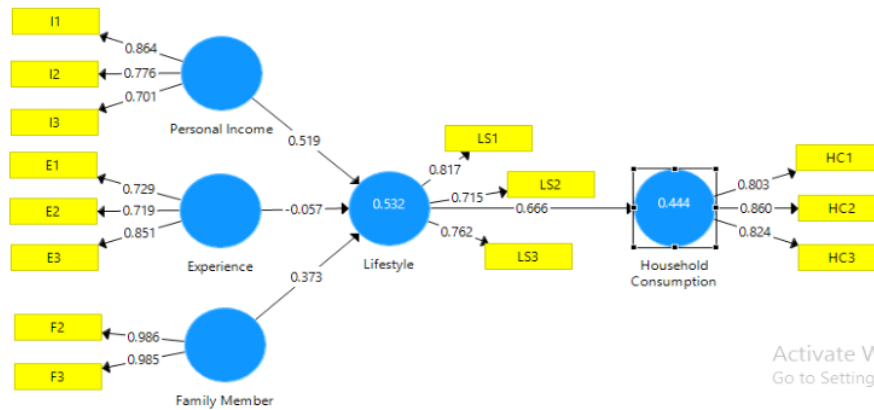 I1
0.864
I2
0.776
0.701
I3
Personal Income
0.519
LS1
E1
0.817
HC1
0.729
LS2
0.803
E2
0.719
-0.057
0.532
0.715
0.666
0.444
0.860
HC2
0.851
0.762
0.824
E3
LS3
HC3
Experience
Lifestyle
Household
Consumption
0.373
F2
0.986
0.985
F3
Activate W
Go to Setting
Family Member